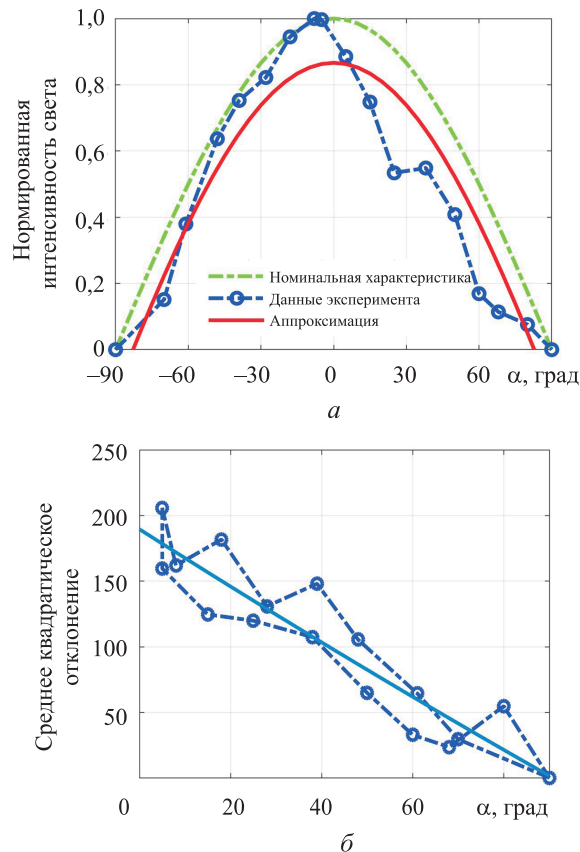 1,0
0,8
0,6
0,4
0,2
0
Нормированная
интенсивность света
Номинальная характеристика
Данные эксперимента
Аппроксимация
–90 –60 –30 0 30 60 α, град
а
250
200
150
100
50
Среднее квадратическое
отклонение
0 20 40 60 α, град
б